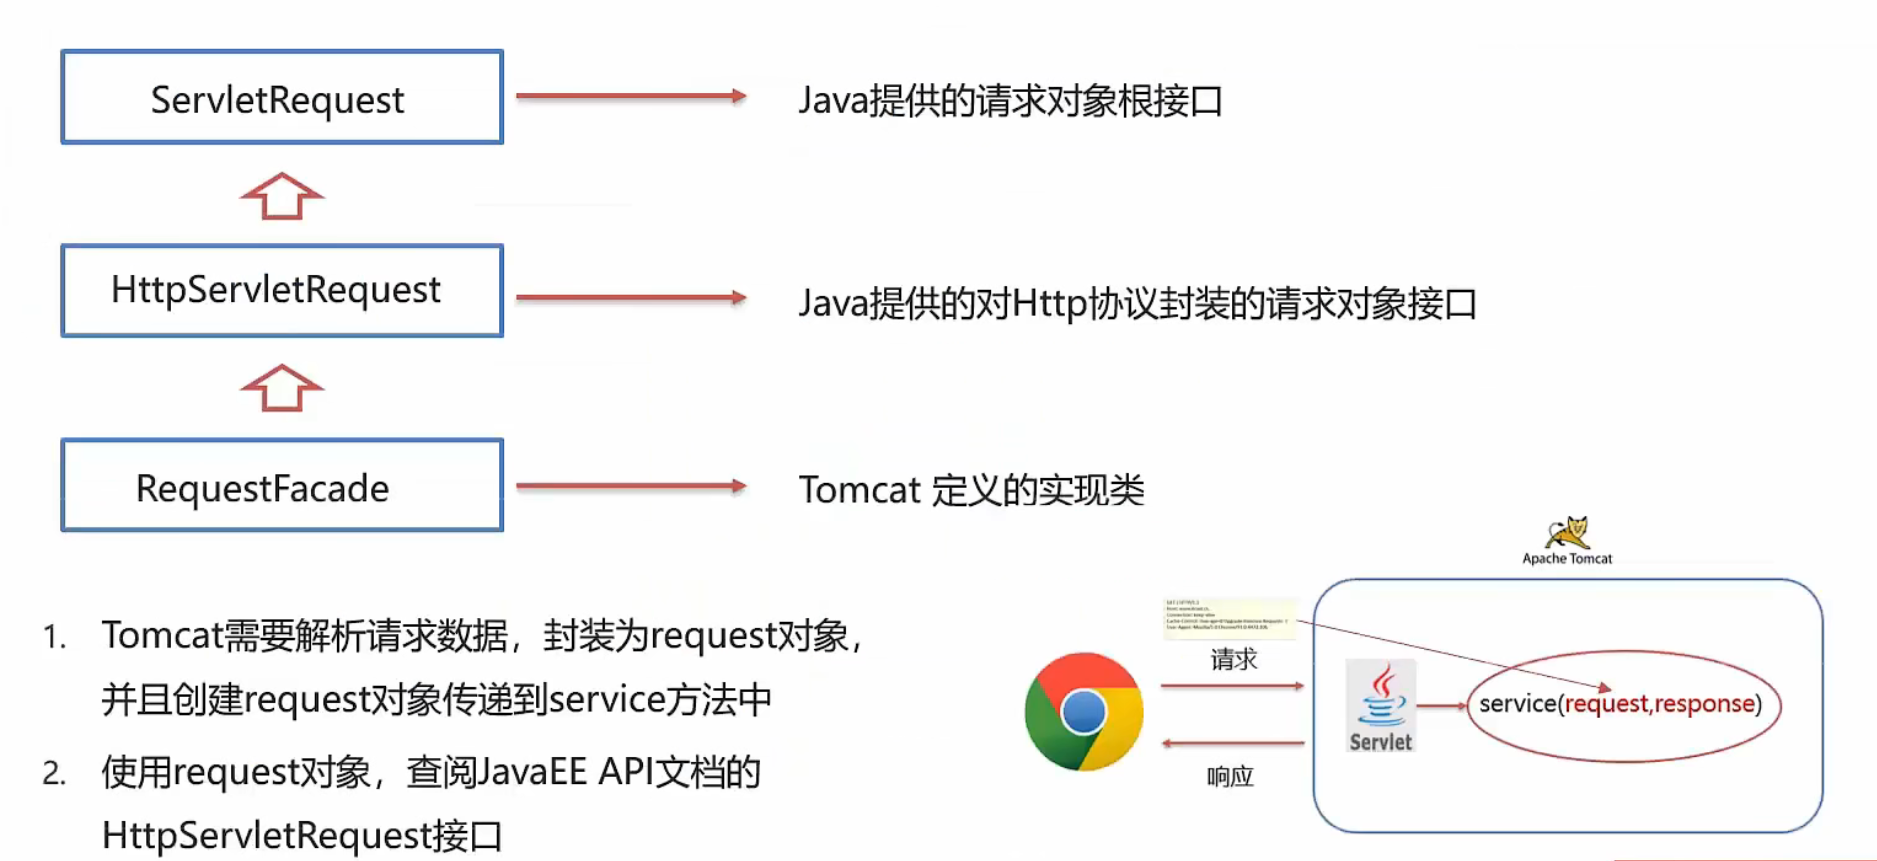 ServletRequest
Java提供的请求对象根接口
HttpServletRequest
Java提供的对Http协议封装的请求对象接口
RequestFacade
Tomcat 定义的实现类
1. Tomcat需要解析请求数据，封装为request对象，
并且创建request对象传递到service方法中
2. 使用request对象，查阅JavaEE API文档的
HttpServletRequest接口
Apache Tomcat
请求
响应
Servlet
service(request,response)